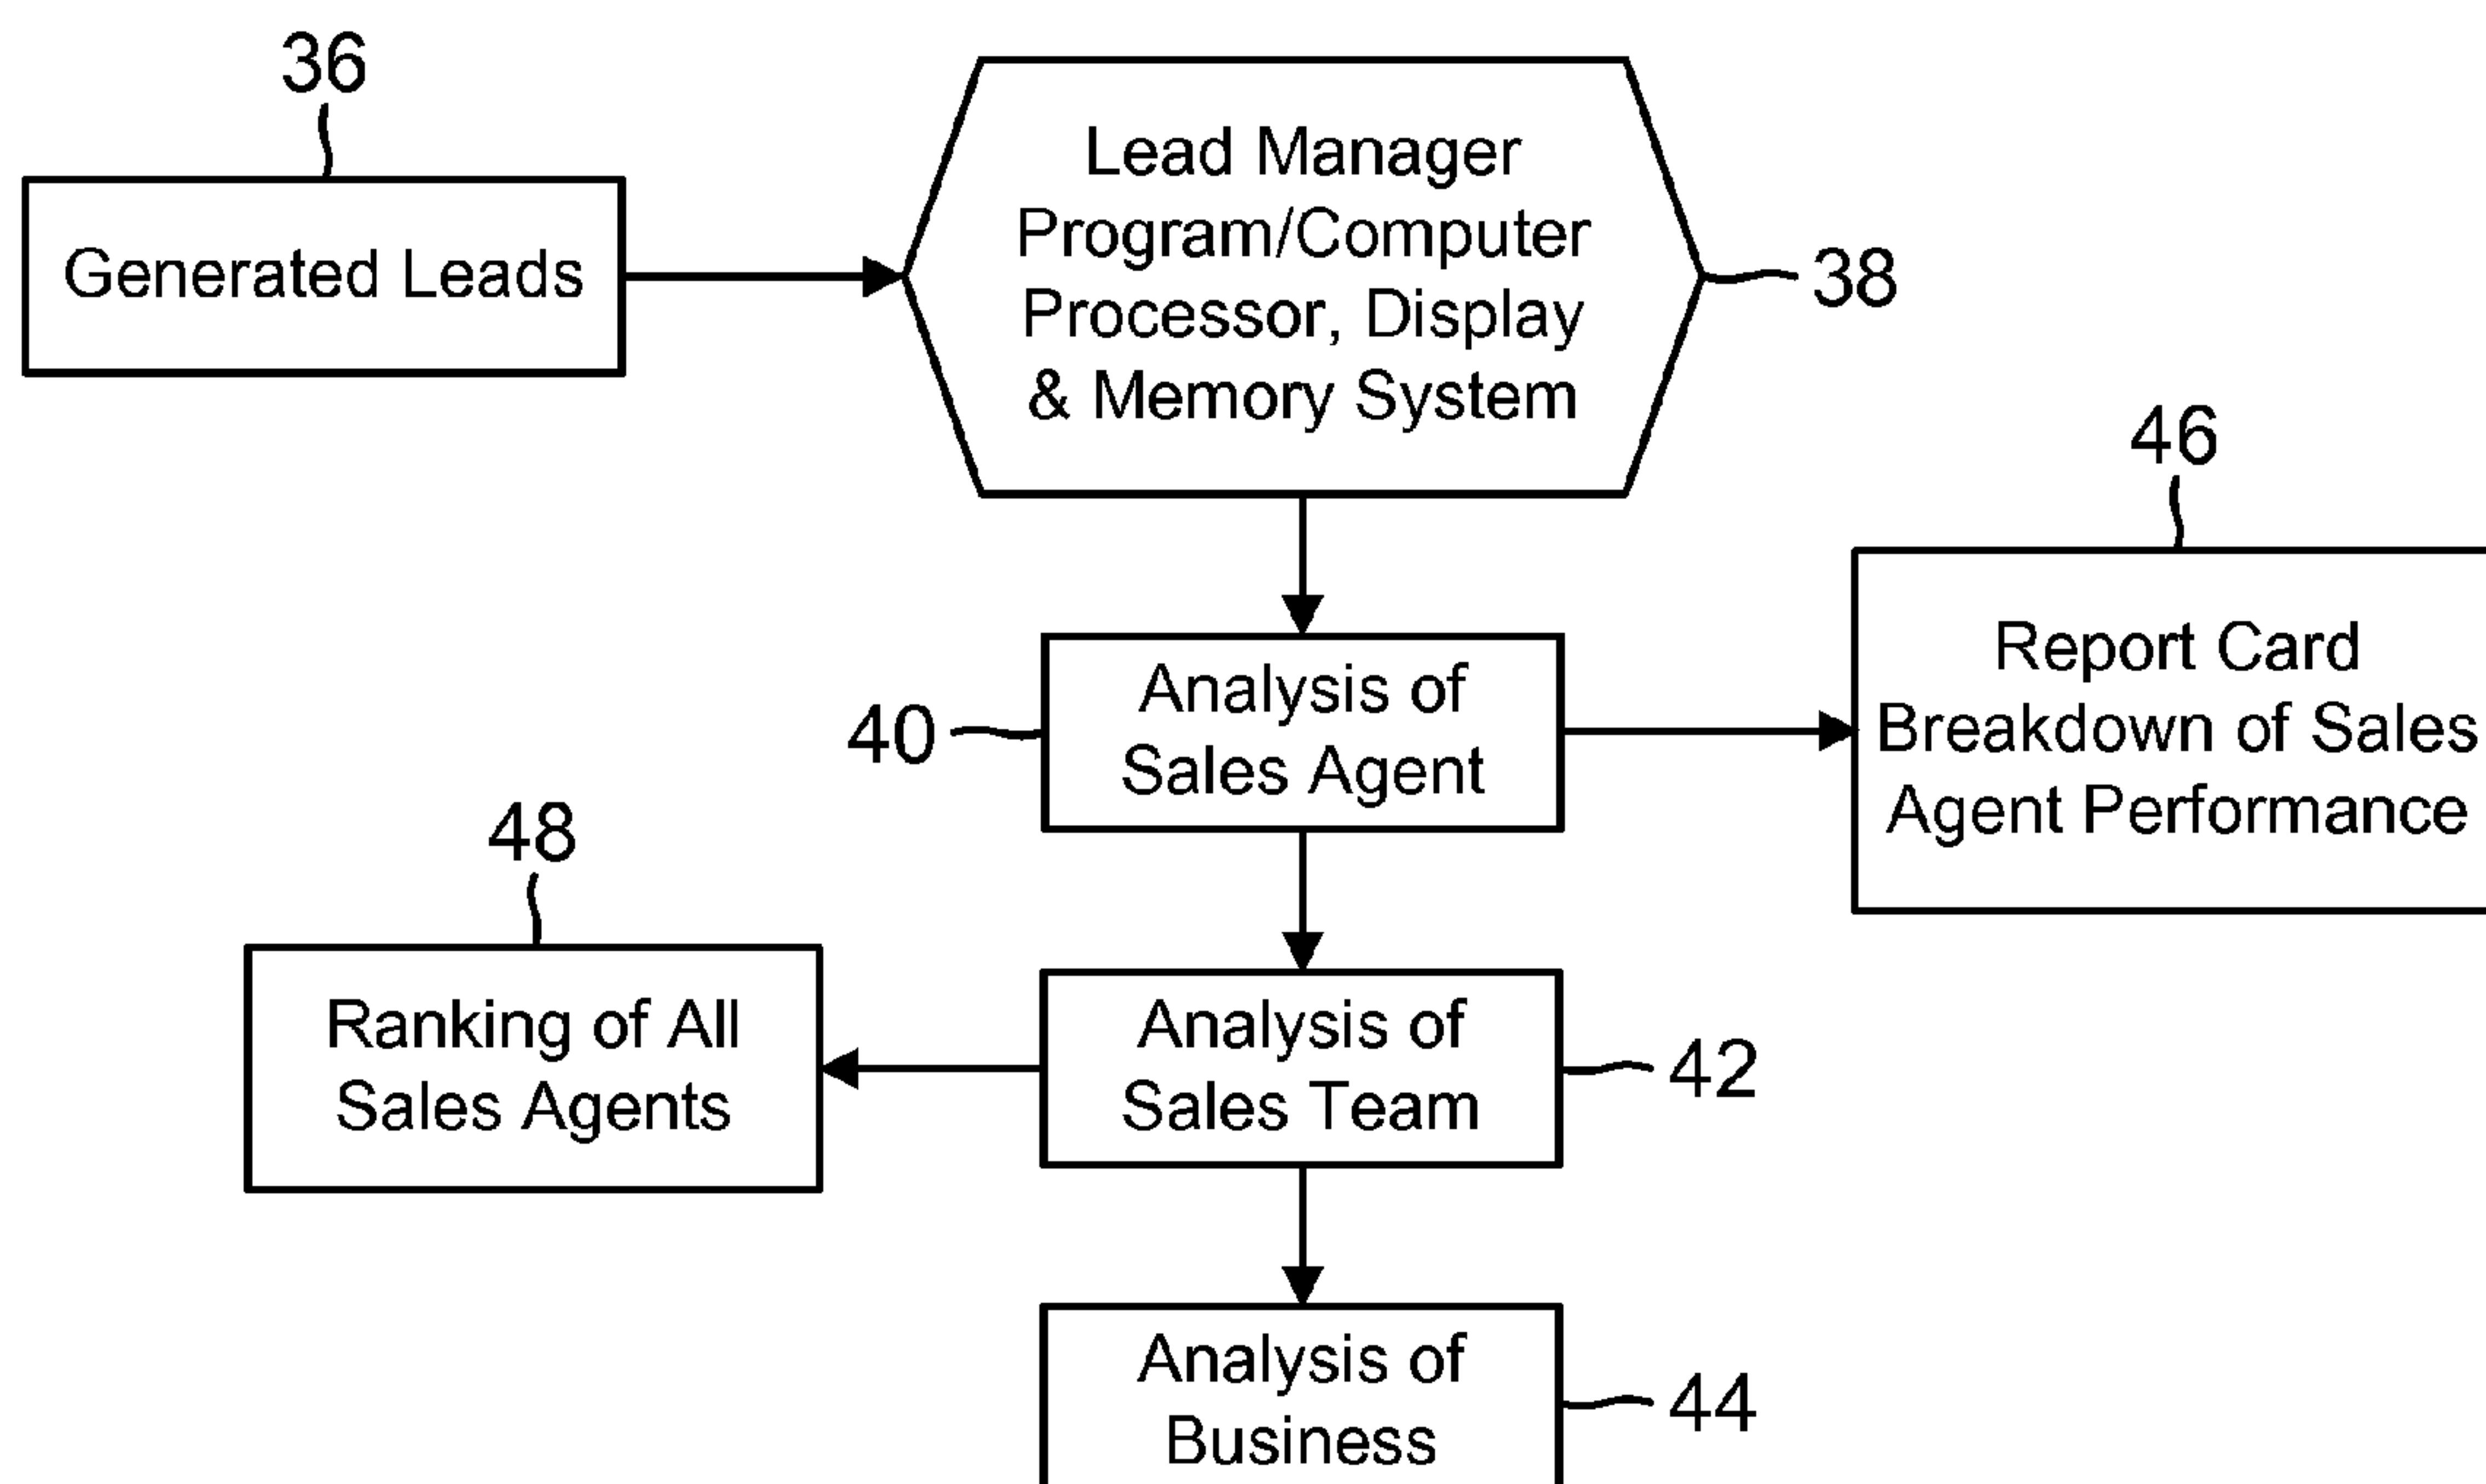 36
Generated Leads
Lead Manager
Program/Computer
Processor, Display
& Memory System
38
46
Report Card
Breakdown of Sales
Agent Performance
40
Analysis of
Sales Agent
48
Ranking of All
Sales Agents
Analysis of
Sales Team
42
Analysis of
Business
44